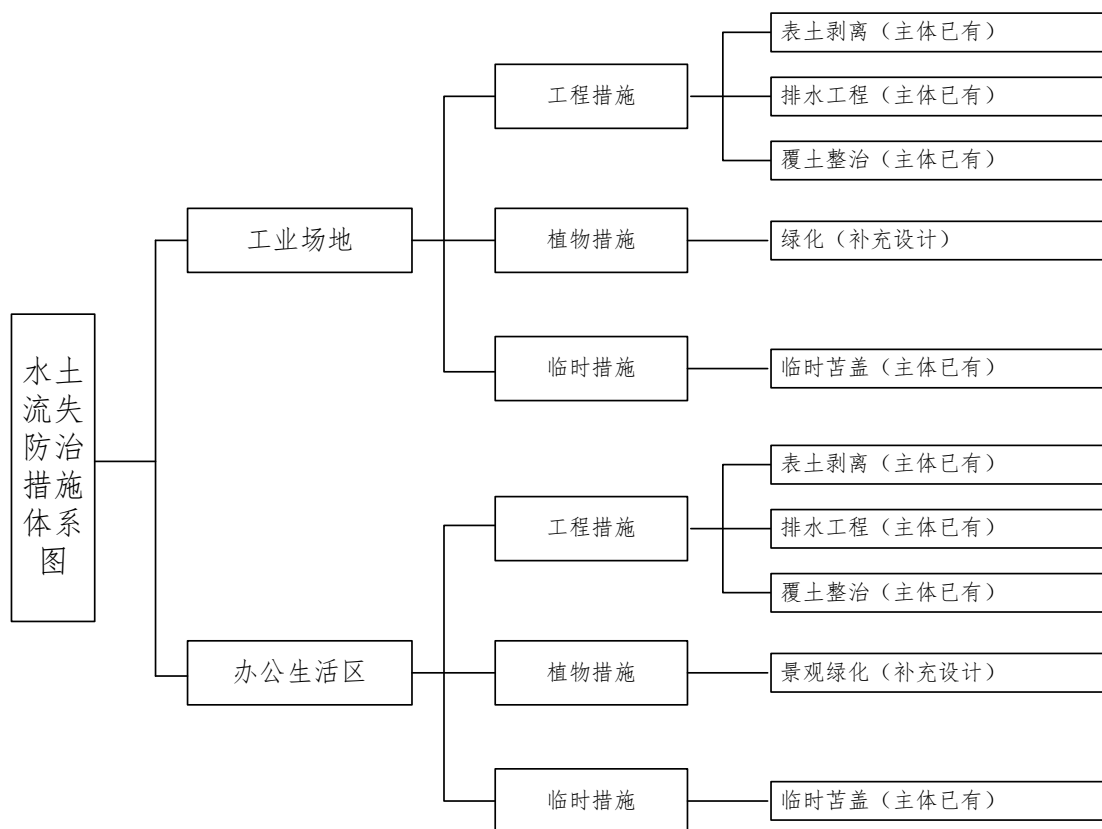 水土
流失
防治
措施
体系
图
工业场地
工程措施
表土剥离（主体已有）
排水工程（主体已有）
覆土整治（主体已有）
植物措施
绿化（补充设计）
临时措施
临时苫盖（主体已有）
办公生活区
工程措施
表土剥离（主体已有）
排水工程（主体已有）
覆土整治（主体已有）
植物措施
景观绿化（补充设计）
临时措施
临时苫盖（主体已有）